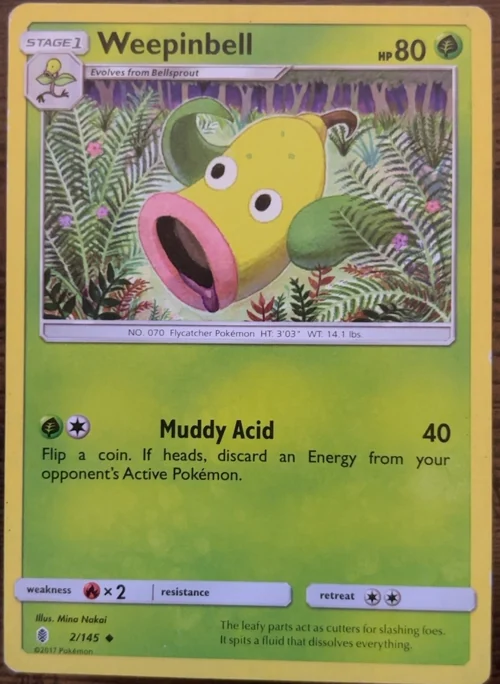 STAGE 1 Weepinbell HP 80
Evolves from Bellsprout
NO. 070 Flycatcher Pokémon HT: 3'03" WT: 14.1 lbs.
Muddy Acid 40
Flip a coin. If heads, discard an Energy from your
opponent's Active Pokémon.
weakness ×2 resistance retreat
Illus. Mina Nakai
2/145
The leafy parts act as cutters for slashing foes.
It spits a fluid that dissolves everything.
©2017 Pokémon